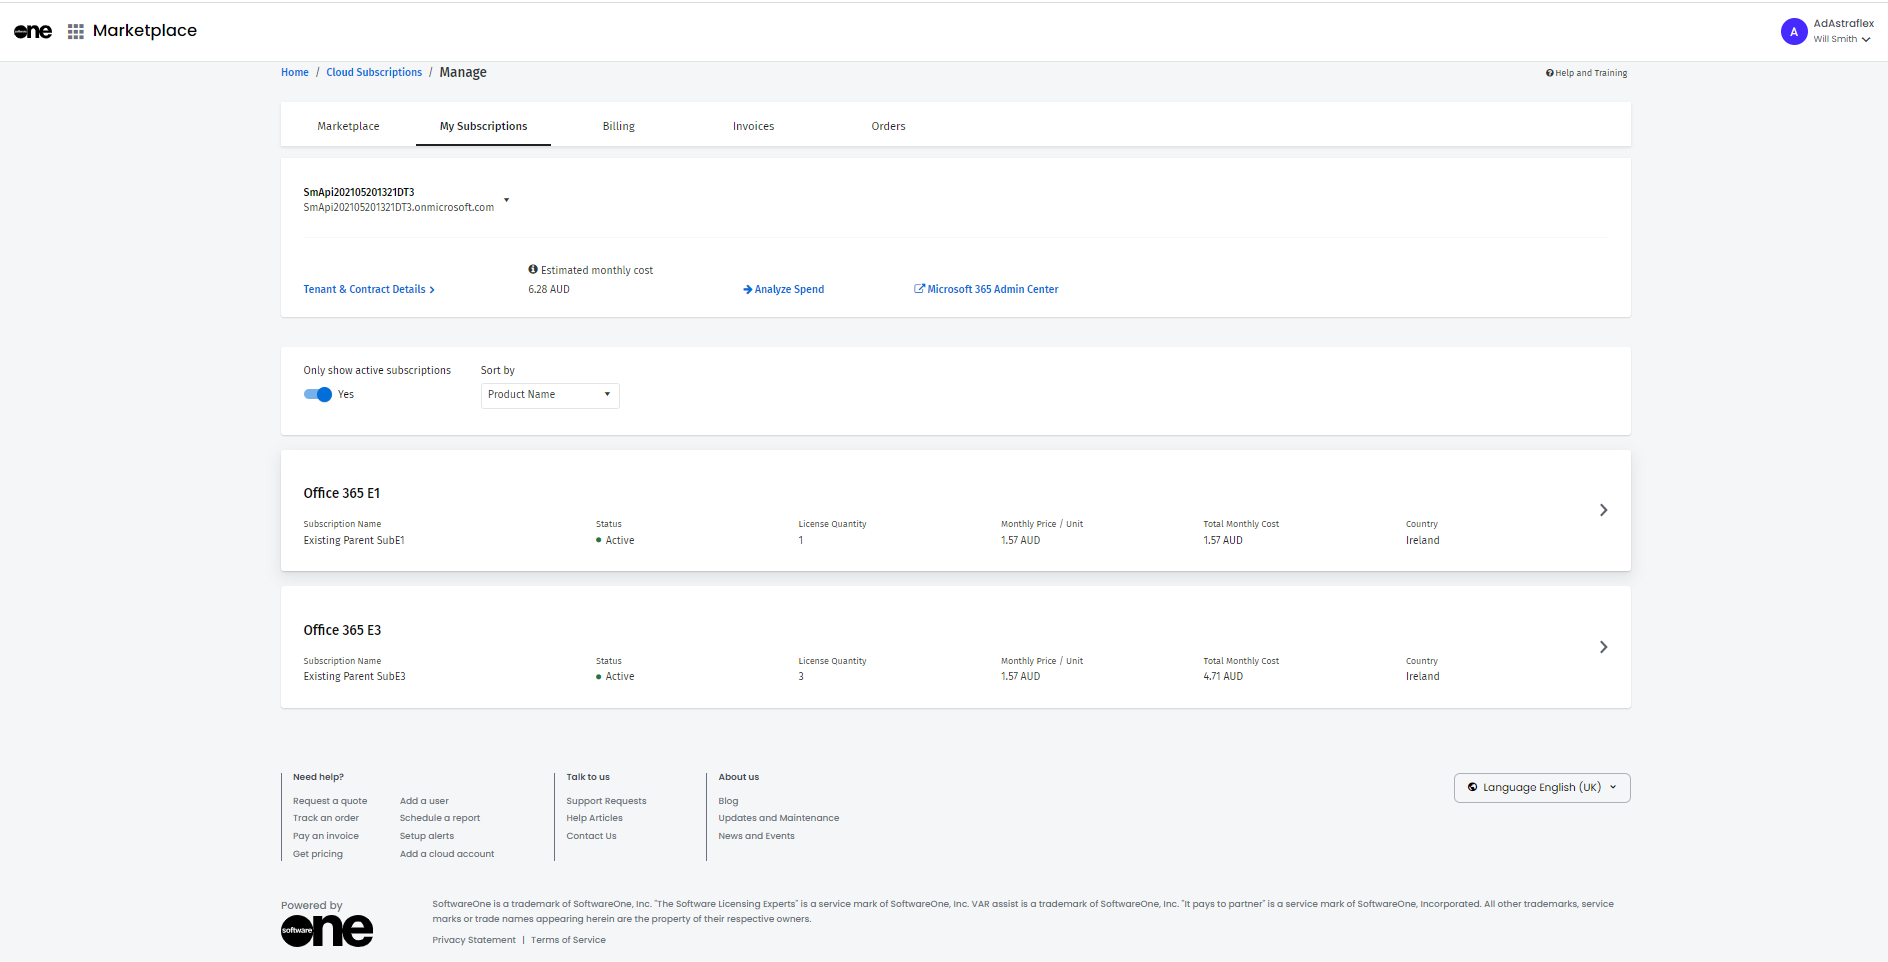 software one
Marketplace
AdAstraflex
A
Will Smith
Home / Cloud Subscriptions / Manage
Help and Training
Marketplace My Subscriptions Billing Invoices Orders
SmApi202105201321DT3
SmApi202105201321DT3.onmicrosoft.com
Estimated monthly cost
Tenant & Contract Details 6.28 AUD Analyze Spend Microsoft 365 Admin Center
Only show active subscriptions Sort by
Yes Product Name
Office 365 E1
Subscription Name Status License Quantity Monthly Price / Unit Total Monthly Cost Country
Existing Parent SubE1 Active 1 1.57 AUD 1.57 AUD Ireland
Office 365 E3
Subscription Name Status License Quantity Monthly Price / Unit Total Monthly Cost Country
Existing Parent SubE3 Active 3 1.57 AUD 4.71 AUD Ireland
Need help? Talk to us About us
Language English (UK)
Request a quote Add a user Support Requests Blog
Track an order Schedule a report Help Articles Updates and Maintenance
Pay an invoice Setup alerts Contact Us News and Events
Get pricing Add a cloud account
Powered by
software one
SoftwareOne is a trademark of SoftwareOne, Inc. "The Software Licensing Experts" is a service mark of SoftwareOne, Inc. VAR assist is a trademark of SoftwareOne, Inc. "It pays to partner" is a service mark of SoftwareOne, Incorporated. All other trademarks, service
marks or trade names appearing herein are the property of their respective owners.
Privacy Statement | Terms of Service